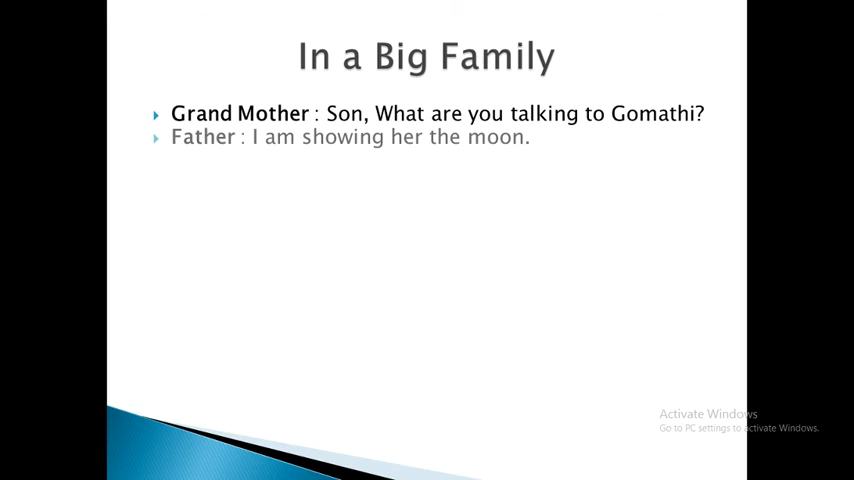 In a Big Family
Grand Mother : Son, What are you talking to Gomathi?
Father : I am showing her the moon.
Activate Windows
Go to PC settings to activate Windows.